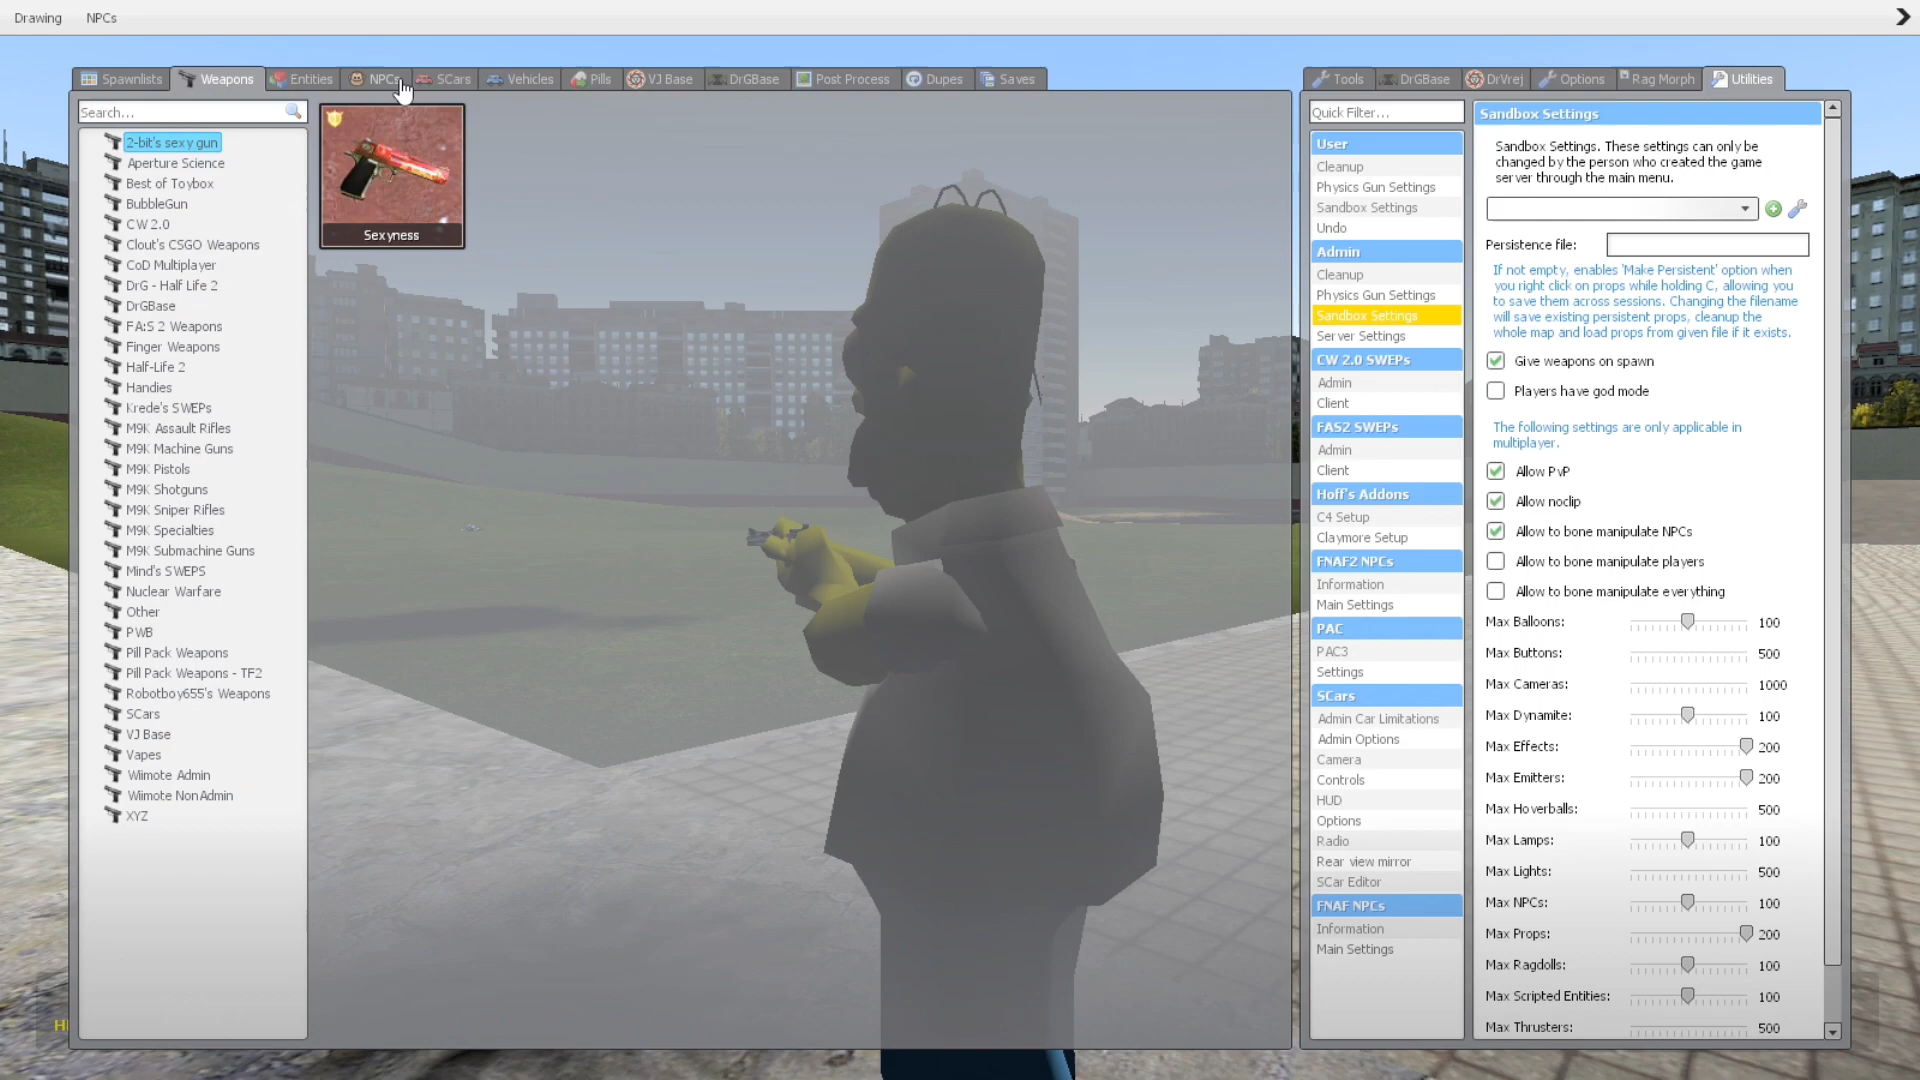 Drawing NPCs
Spawnlists Weapons Entities NPCs SCars Vehicles Pills VJ Base DrGBase Post Process Dupes Saves
Search...
2-bit's sexy gun
Aperture Science
Best of Toybox
BubbleGun
CW 2.0
Clout's CSGO Weapons
CoD Multiplayer
DrG - Half Life 2
DrGBase
FA:S 2 Weapons
Finger Weapons
Half-Life 2
Handies
Krede's SWEPs
M9K Assault Rifles
M9K Machine Guns
M9K Pistols
M9K Shotguns
M9K Sniper Rifles
M9K Specialties
M9K Submachine Guns
Mind's SWEPS
Nuclear Warfare
Other
PWB
Pill Pack Weapons
Pill Pack Weapons - TF2
Robotboy655's Weapons
SCars
VJ Base
Vapes
Wiimote Admin
Wiimote NonAdmin
XYZ
Sexyness
Tools DrGBase DrVrej Options Rag Morph Utilities
Quick Filter...
User
Cleanup
Physics Gun Settings
Sandbox Settings
Undo
Admin
Cleanup
Physics Gun Settings
Sandbox Settings
Server Settings
CW 2.0 SWEPs
Admin
Client
FAS2 SWEPs
Admin
Client
Hoff's Addons
C4 Setup
Claymore Setup
FNAF2 NPCs
Information
Main Settings
PAC
PAC3
Settings
SCars
Admin Car Limitations
Admin Options
Camera
Controls
HUD
Options
Radio
Rear view mirror
SCar Editor
FNAF NPCs
Information
Main Settings
Sandbox Settings
Sandbox Settings. These settings can only be
changed by the person who created the game
server through the main menu.
Persistence file:
If not empty, enables 'Make Persistent' option when
you right click on props while holding C, allowing you
to save them across sessions. Changing the filename
will save existing persistent props, cleanup the
whole map and load props from given file if it exists.
Give weapons on spawn
Players have god mode
The following settings are only applicable in
multiplayer.
Allow PvP
Allow noclip
Allow to bone manipulate NPCs
Allow to bone manipulate players
Allow to bone manipulate everything
Max Balloons: 100
Max Buttons: 500
Max Cameras: 1000
Max Dynamite: 100
Max Effects: 200
Max Emitters: 200
Max Hoverballs: 500
Max Lamps: 100
Max Lights: 500
Max NPCs: 100
Max Props: 200
Max Ragdolls: 100
Max Scripted Entities: 100
Max Thrusters: 500